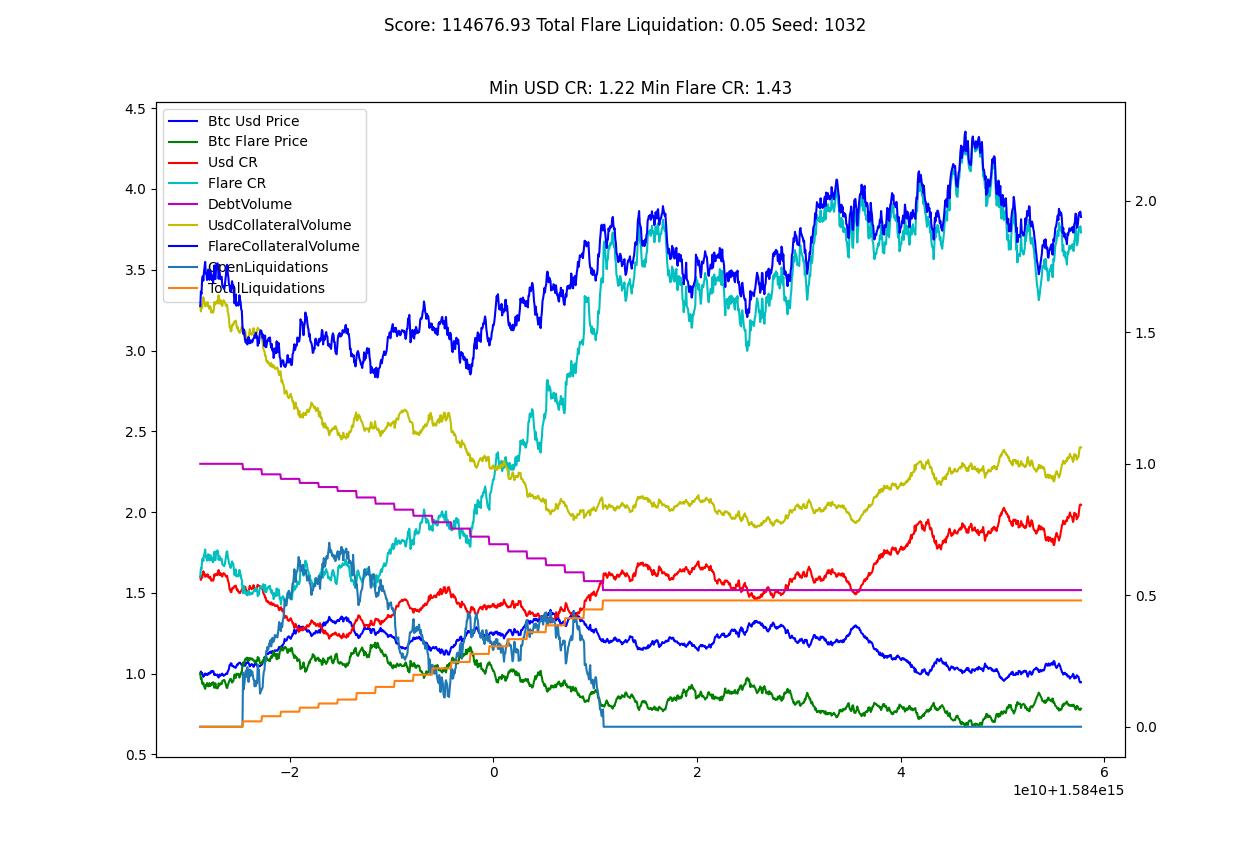 Score: 114676.93 Total Flare Liquidation: 0.05 Seed: 1032
Min USD CR: 1.22 Min Flare CR: 1.43
Btc Usd Price
Btc Flare Price
Usd CR
Flare CR
DebtVolume
UsdCollateralVolume
FlareCollateralVolume
OpenLiquidations
TotalLiquidations
4.5
4.0
3.5
3.0
2.5
2.0
1.5
1.0
0.5
2.0
1.5
1.0
0.5
0.0
−2
0
2
4
6
1e10+1.584e15